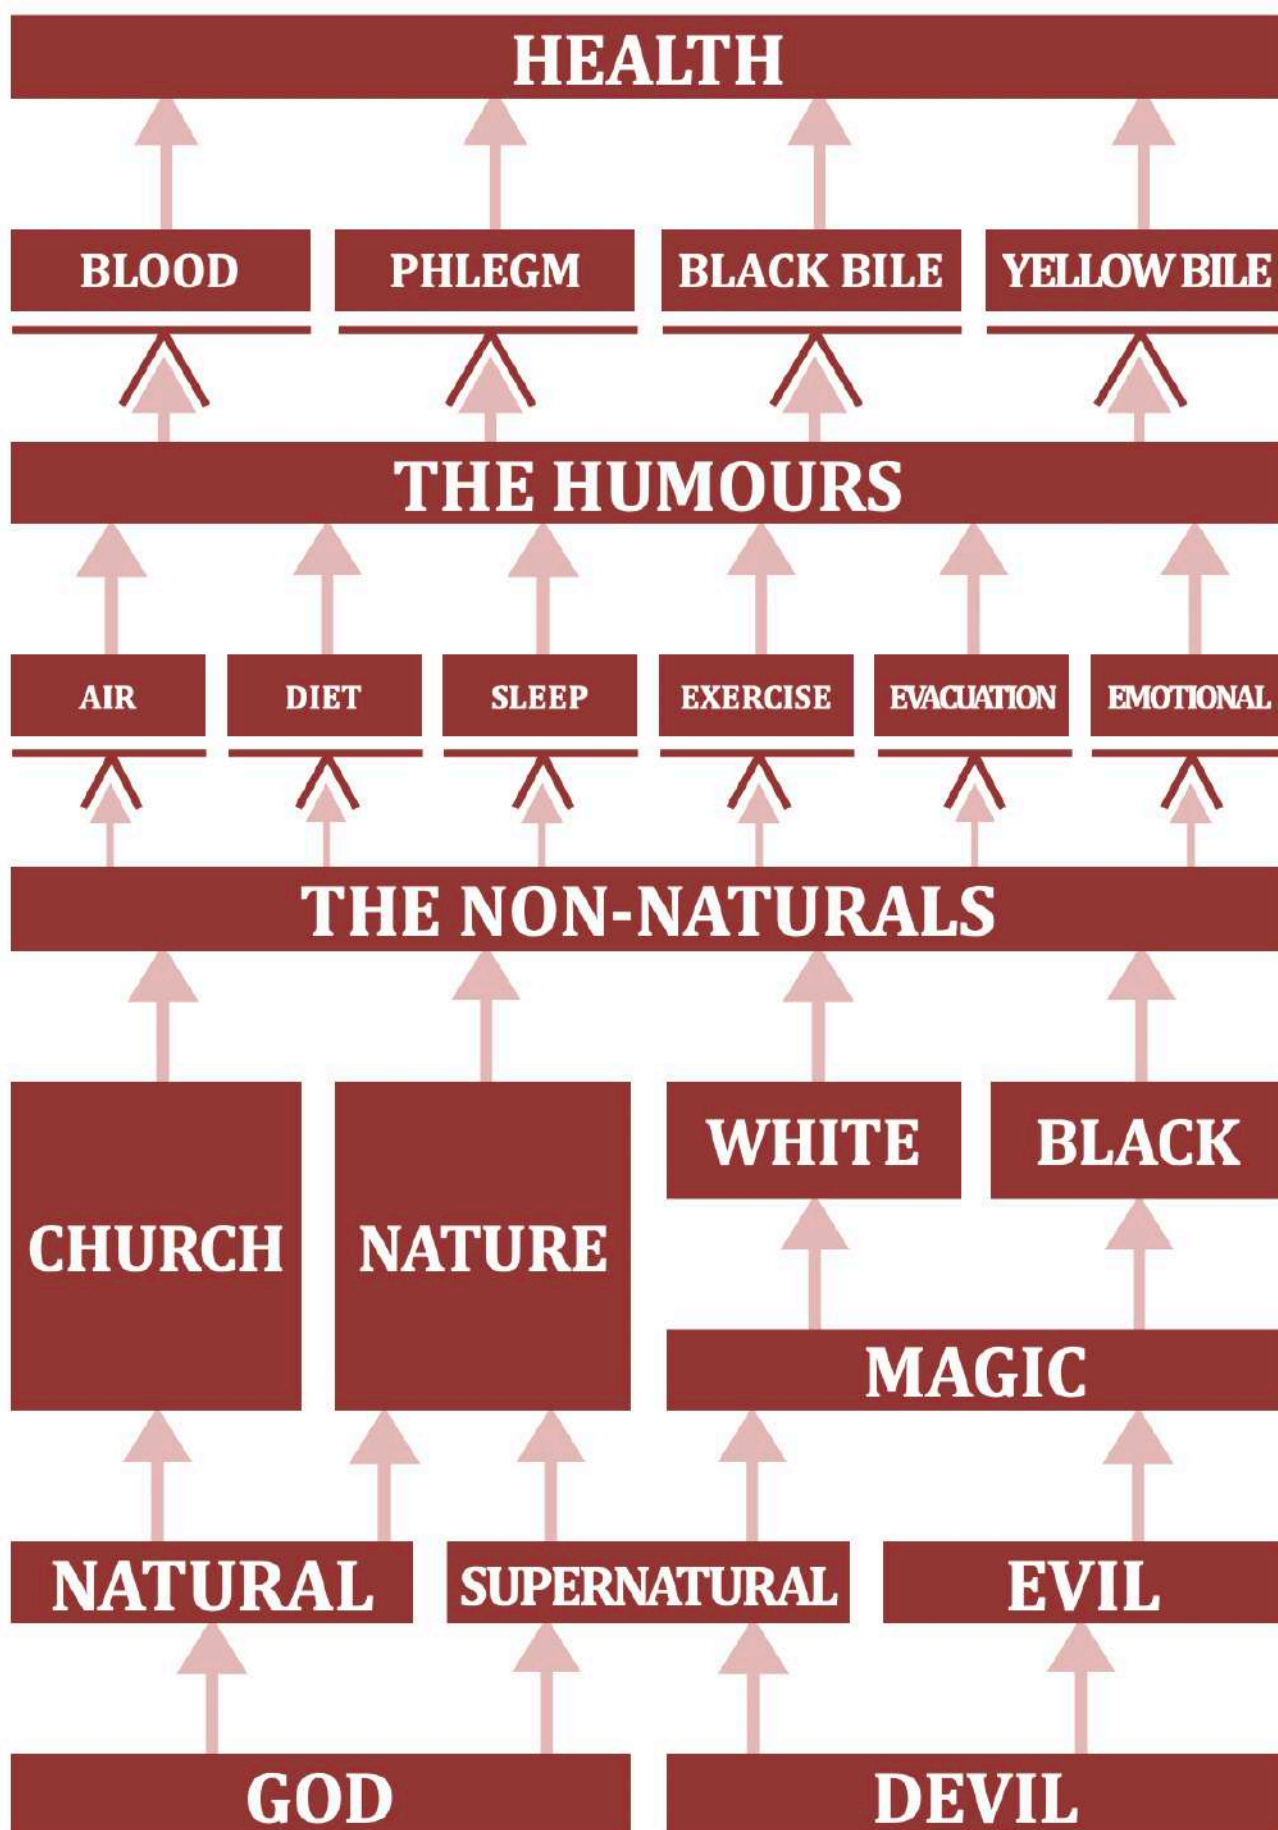 HEALTH
BLOOD PHLEGM BLACK BILE YELLOW BILE
THE HUMOURS
AIR DIET SLEEP EXERCISE EVACUATION EMOTIONAL
THE NON-NATURALS
WHITE BLACK
CHURCH NATURE
MAGIC
NATURAL SUPERNATURAL EVIL
GOD DEVIL